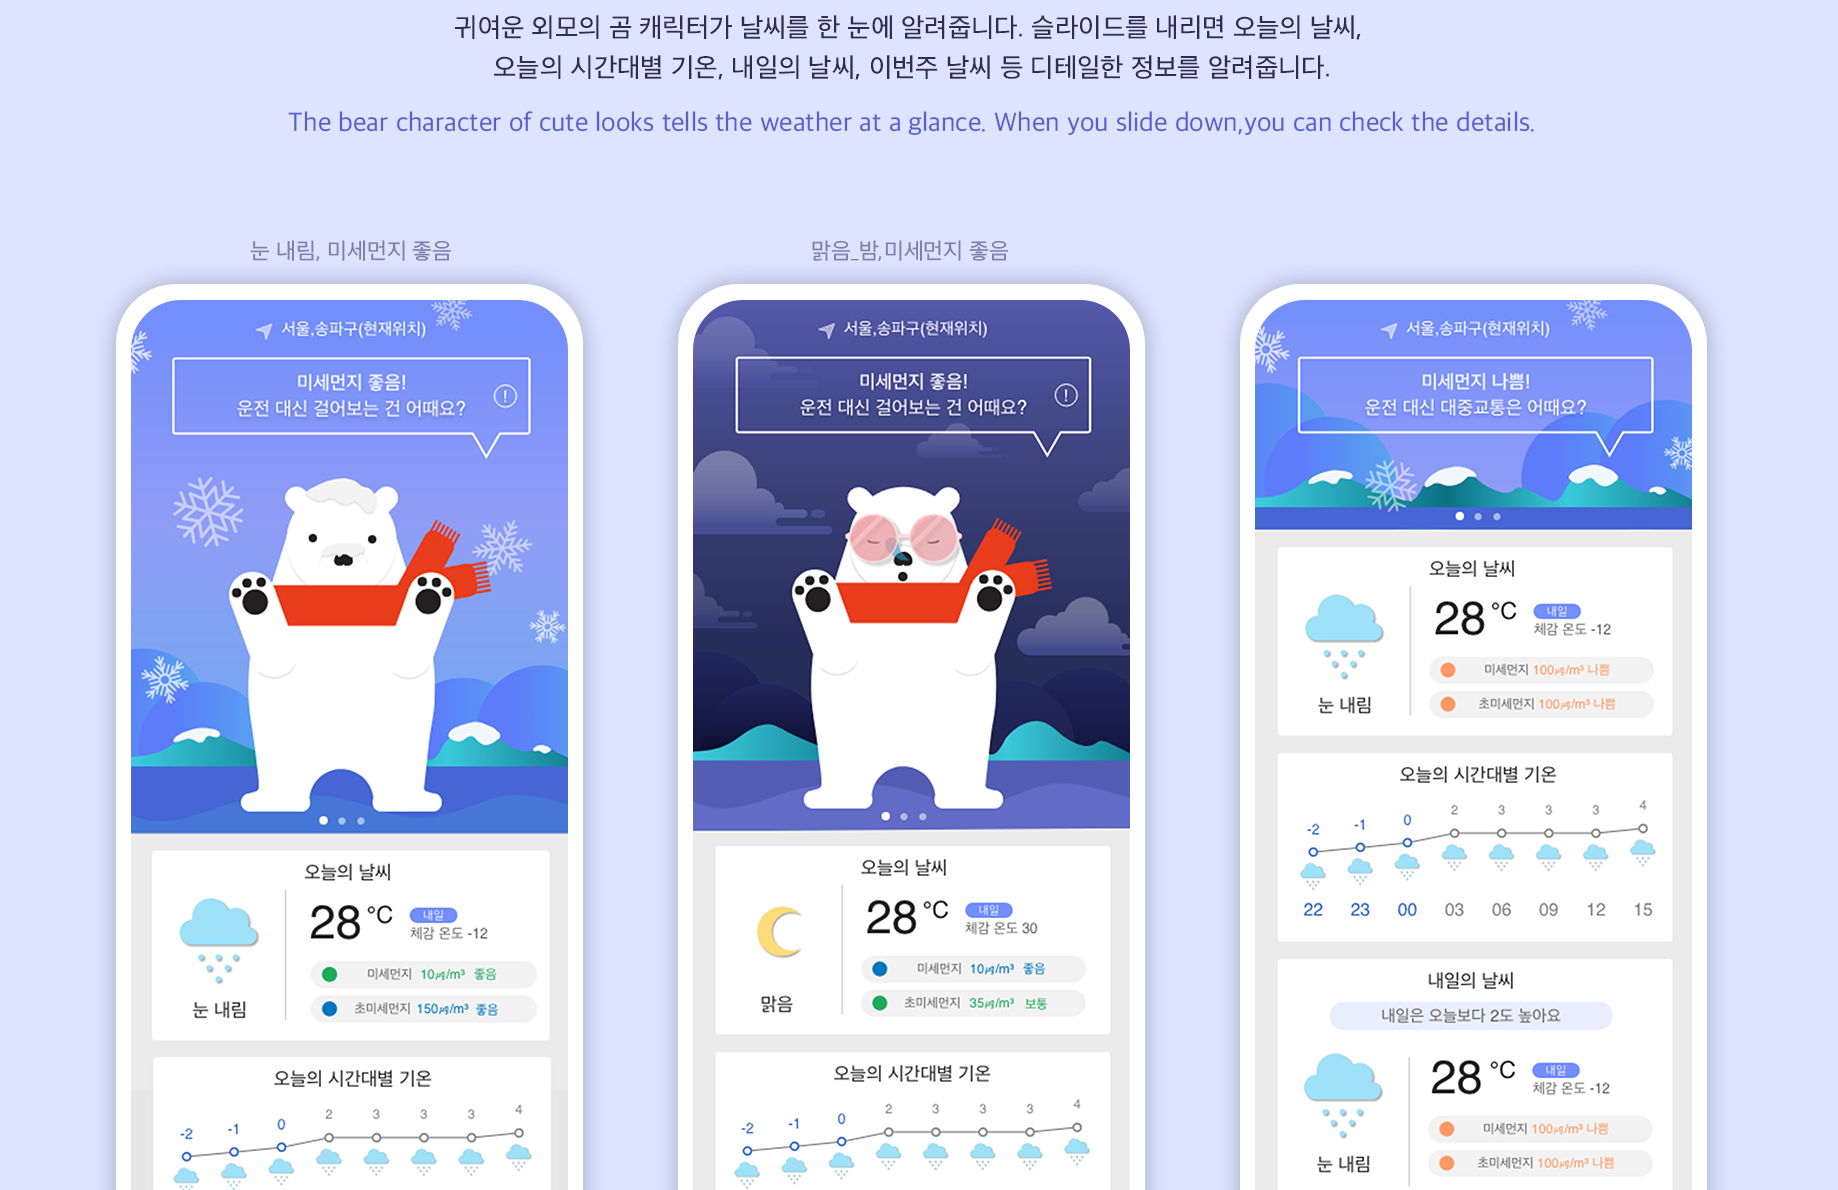 귀여운 외모의 곰 캐릭터가 날씨를 한 눈에 알려줍니다. 슬라이드를 내리면 오늘의 날씨,
오늘의 시간대별 기온, 내일의 날씨, 이번주 날씨 등 디테일한 정보를 알려줍니다.
The bear character of cute looks tells the weather at a glance. When you slide down,you can check the details.
눈 내림, 미세먼지 좋음
서울,송파구(현재위치)
미세먼지 좋음!
운전 대신 걸어보는 건 어때요?
!
오늘의 날씨
28 °C
내일
체감 온도 -12
미세먼지 10㎍/m³ 좋음
초미세먼지 150㎍/m³ 좋음
눈 내림
오늘의 시간대별 기온
-2 -1 0 2 3 3 3 4
맑음_밤,미세먼지 좋음
서울,송파구(현재위치)
미세먼지 좋음!
운전 대신 걸어보는 건 어때요?
!
오늘의 날씨
28 °C
내일
체감 온도 30
미세먼지 10㎍/m³ 좋음
초미세먼지 35㎍/m³ 보통
맑음
오늘의 시간대별 기온
-2 -1 0 2 3 3 3 4
서울,송파구(현재위치)
미세먼지 나쁨!
운전 대신 대중교통은 어때요?
오늘의 날씨
28 °C
내일
체감 온도 -12
미세먼지 100㎍/m³ 나쁨
초미세먼지 100㎍/m³ 나쁨
눈 내림
오늘의 시간대별 기온
-2 -1 0 2 3 3 3 4
22 23 00 03 06 09 12 15
내일의 날씨
내일은 오늘보다 2도 높아요
28 °C
내일
체감 온도 -12
미세먼지 100㎍/m³ 나쁨
초미세먼지 100㎍/m³ 나쁨
눈 내림